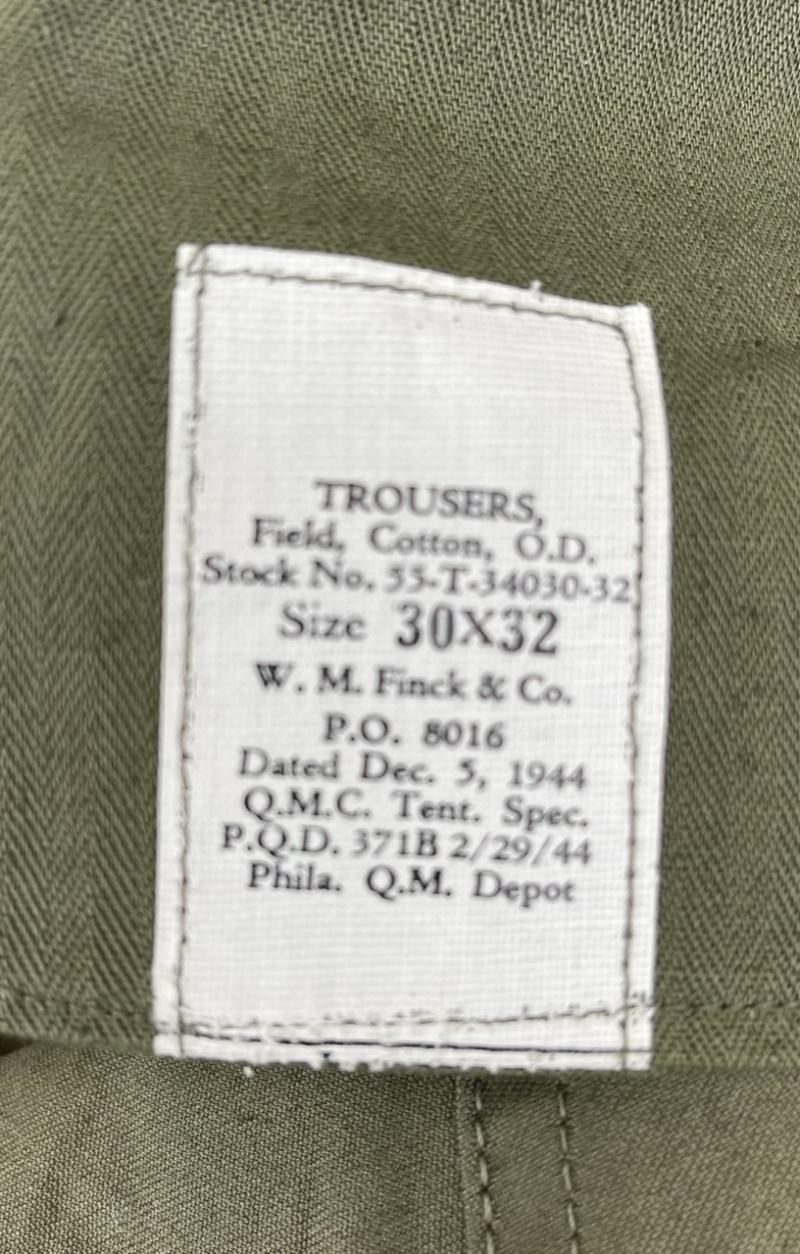 TROUSERS,
Field, Cotton, O.D.
Stock No. 55-T-34030-32
Size 30X32
W. M. Finck & Co.
P.O. 8016
Dated Dec. 5, 1944
Q.M.C. Tent. Spec.
P.Q.D. 371B 2/29/44
Phila. Q.M. Depot